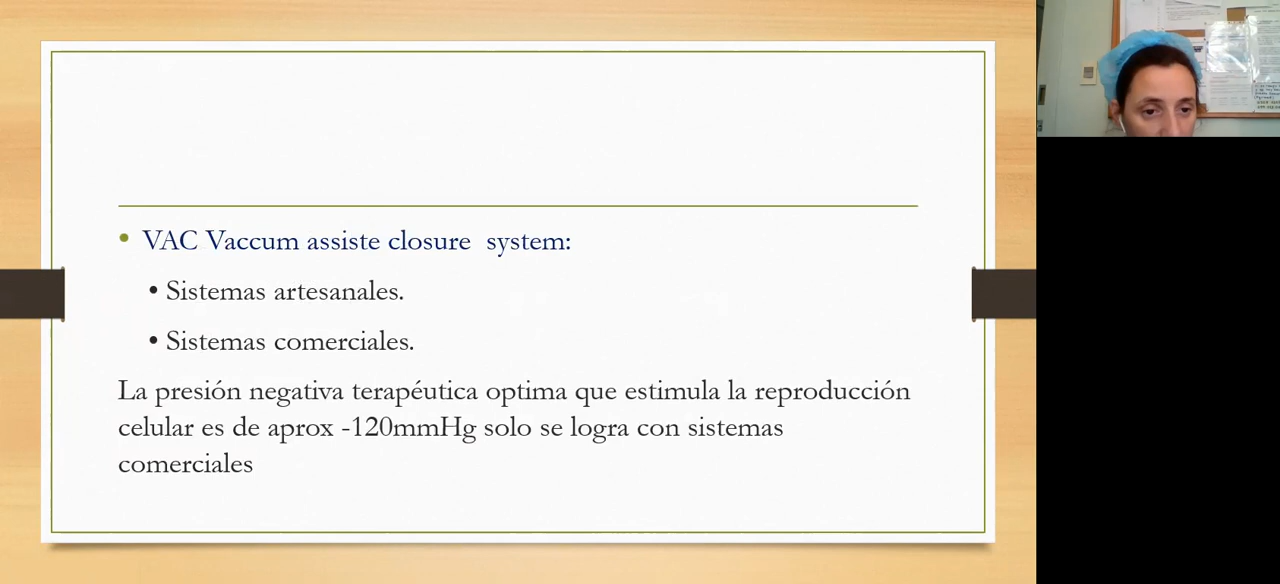 • VAC Vaccum assiste closure system:
• Sistemas artesanales.
• Sistemas comerciales.
La presión negativa terapéutica optima que estimula la reproducción
celular es de aprox -120mmHg solo se logra con sistemas
comerciales